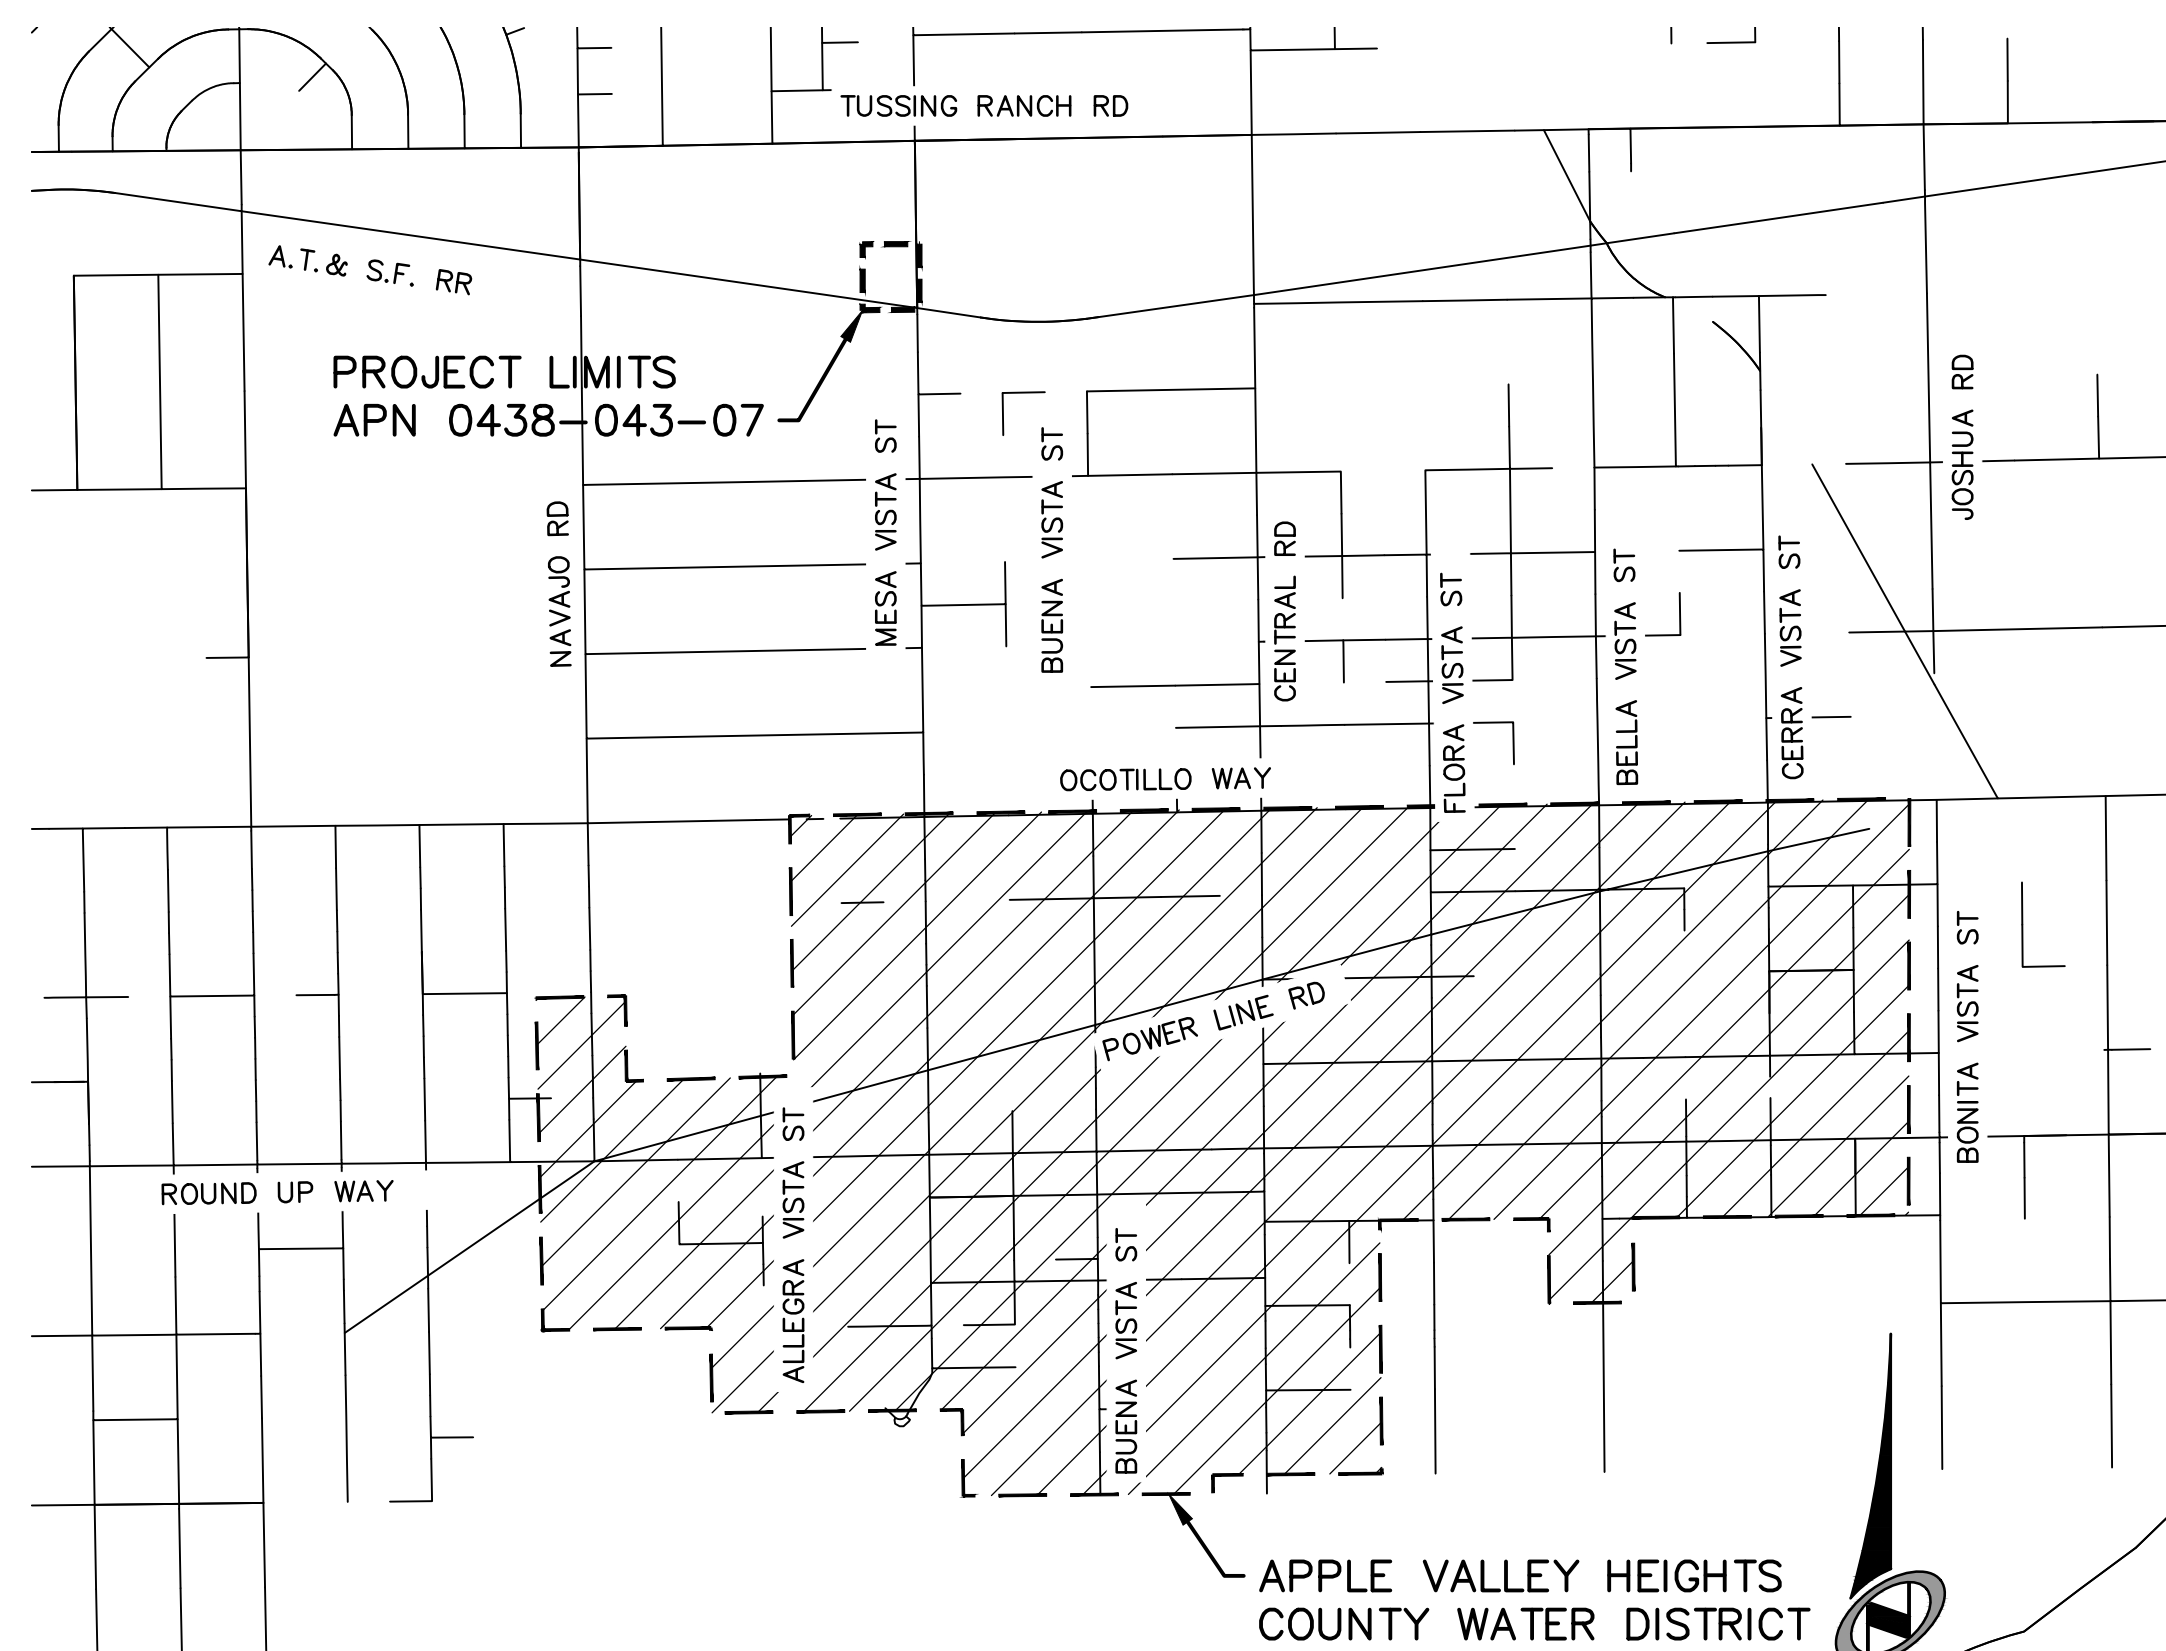 TUSSING RANCH RD
A.T.& S.F. RR
PROJECT LIMITS
APN 0438-043-07
NAVAJO RD
MESA VISTA ST
BUENA VISTA ST
CENTRAL RD
FLORA VISTA ST
BELLA VISTA ST
CERRA VISTA ST
JOSHUA RD
OCOTILLO WAY
POWER LINE RD
BONITA VISTA ST
ROUND UP WAY
ALLEGRA VISTA ST
BUENA VISTA ST
APPLE VALLEY HEIGHTS
COUNTY WATER DISTRICT